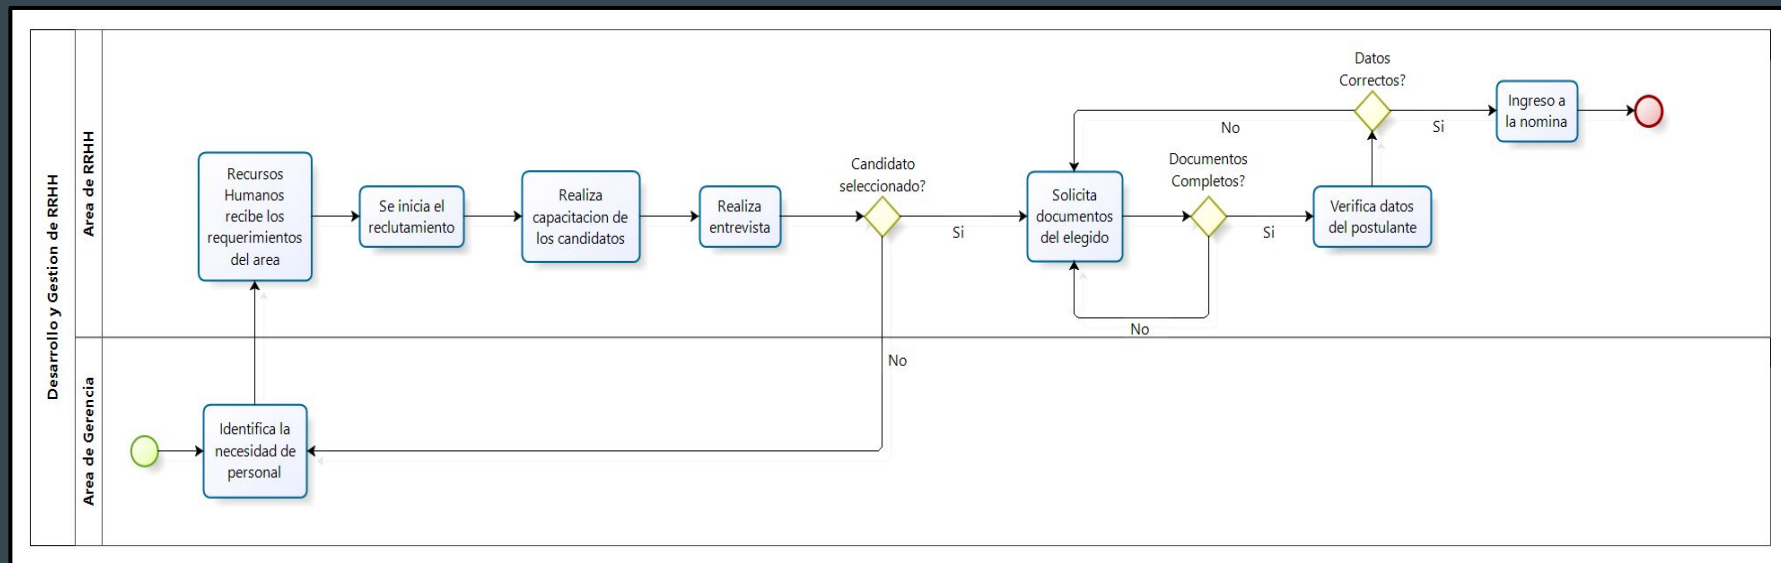 Desarrollo y Gestion de RRHH
Area de RRHH
Recursos
Humanos
recibe los
requerimientos
del area
Se inicia el
reclutamiento
Realiza
capacitacion de
los candidatos
Realiza
entrevista
Candidato
seleccionado?
Si
No
Solicita
documentos
del elegido
Documentos
Completos?
Si
No
Verifica datos
del postulante
Datos
Correctos?
No
Si
Ingreso a
la nomina
Area de Gerencia
Identifica la
necesidad de
personal